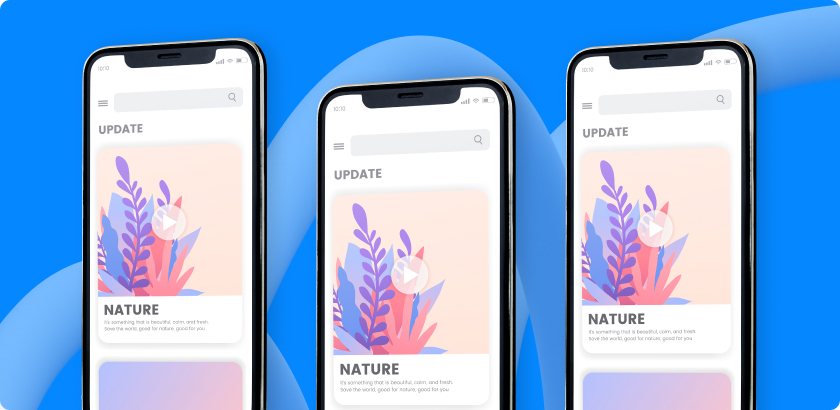 10:10
UPDATE
NATURE
It's something that is beautiful, calm, and fresh.
Save the world, good for nature, good for you
10:10
UPDATE
NATURE
It's something that is beautiful, calm, and fresh.
Save the world, good for nature, good for you
10:10
UPDATE
NATURE
It's something that is beautiful, calm, and fresh.
Save the world, good for nature, good for you